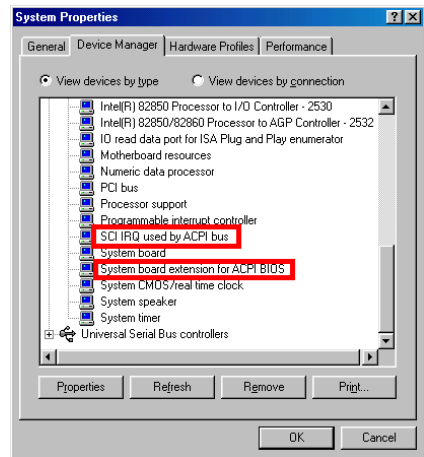 System Properties
General Device Manager Hardware Profiles Performance
View devices by type View devices by connection
Intel(R) 82850 Processor to I/O Controller - 2530
Intel(R) 82850/82860 Processor to AGP Controller - 2532
IO read data port for ISA Plug and Play enumerator
Motherboard resources
Numeric data processor
PCI bus
Processor support
Programmable interrupt controller
SCI IRQ used by ACPI bus
System board
System board extension for ACPI BIOS
System CMOS/real time clock
System speaker
System timer
Universal Serial Bus controllers
Properties Refresh Remove Print...
OK Cancel